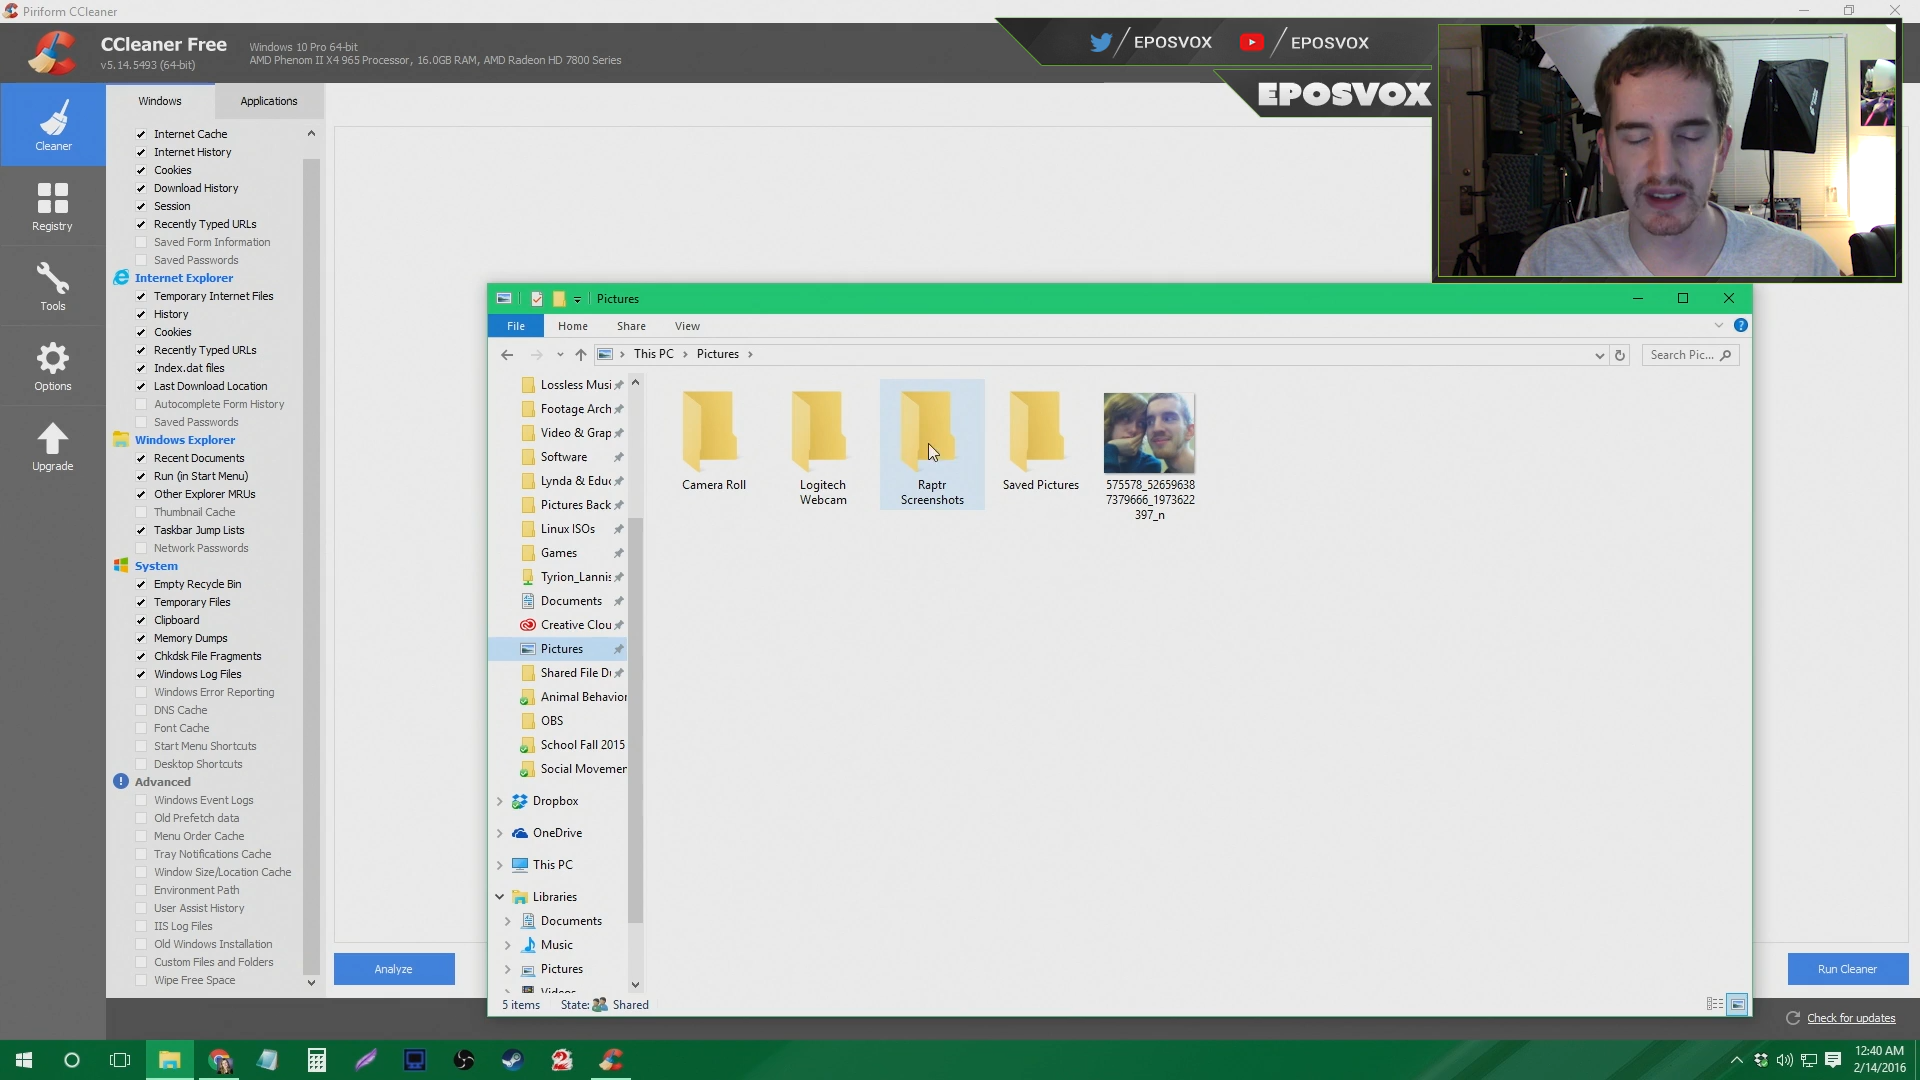 Piriform CCleaner
CCleaner Free
v5.14.5493 (64-bit)
Windows 10 Pro 64-bit
AMD Phenom II X4 965 Processor, 16.0GB RAM, AMD Radeon HD 7800 Series
EPOSVOX
EPOSVOX
EPOSVOX
Cleaner
Registry
Tools
Options
Upgrade
Windows
Applications
Internet Cache
Internet History
Cookies
Download History
Session
Recently Typed URLs
Saved Form Information
Saved Passwords
Internet Explorer
Temporary Internet Files
History
Cookies
Recently Typed URLs
Index.dat files
Last Download Location
Autocomplete Form History
Saved Passwords
Windows Explorer
Recent Documents
Run (in Start Menu)
Other Explorer MRUs
Thumbnail Cache
Taskbar Jump Lists
Network Passwords
System
Empty Recycle Bin
Temporary Files
Clipboard
Memory Dumps
Chkdsk File Fragments
Windows Log Files
Windows Error Reporting
DNS Cache
Font Cache
Start Menu Shortcuts
Desktop Shortcuts
Advanced
Windows Event Logs
Old Prefetch data
Menu Order Cache
Tray Notifications Cache
Window Size/Location Cache
Environment Path
User Assist History
IIS Log Files
Old Windows Installation
Custom Files and Folders
Wipe Free Space
Analyze
Run Cleaner
Check for updates
Pictures
File
Home
Share
View
This PC
Pictures
Search Pic...
Lossless Musi
Footage Arch
Video & Grap
Software
Lynda & Educ
Pictures Back
Linux ISOs
Games
Tyrion_Lannis
Documents
Creative Clou
Pictures
Shared File Dr
Animal Behavior
OBS
School Fall 2015
Social Movemen
Dropbox
OneDrive
This PC
Libraries
Documents
Music
Pictures
Videos
Camera Roll
Logitech
Webcam
Raptr
Screenshots
Saved Pictures
575578_52659638
7379666_1973622
397_n
5 items
State:
Shared
12:40 AM
2/14/2016